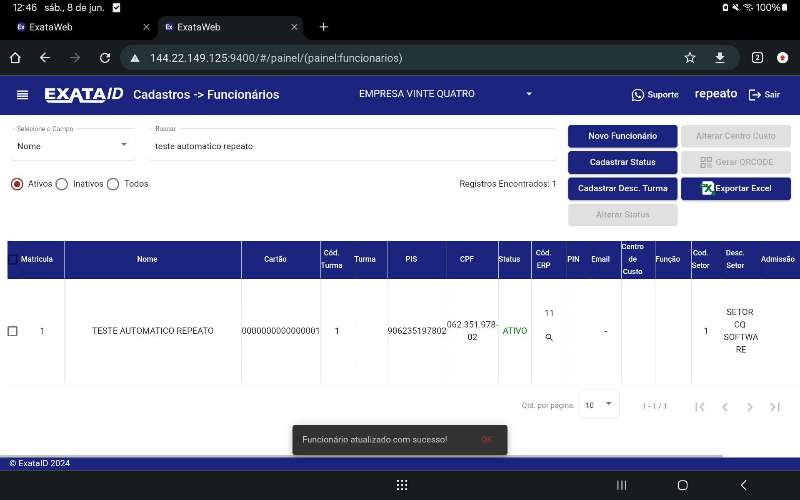 12:46 sáb., 8 de jun.
100%
Ex ExataWeb
Ex ExataWeb
144.22.149.125:9400/#/painel/(painel:funcionarios)
2
EXATAID Cadastros -> Funcionários
EMPRESA VINTE QUATRO
Suporte
repeato
Sair
Selecione o Campo
Nome
Buscar
teste automatico repeato
Novo Funcionário
Alterar Centro Custo
Cadastrar Status
Gerar QRCODE
Cadastrar Desc. Turma
Exportar Excel
Alterar Status
Ativos Inativos Todos
Registros Encontrados: 1
Matricula Nome Cartão Cód. Turma Turma PIS CPF Status Cód. ERP PIN Email Centro de Custo Função Cod. Setor Desc. Setor Admissão
1 TESTE AUTOMATICO REPEATO 0000000000000001 1 906235197802 062.351.978-02 ATIVO 11 - 1 SETOR CQ SOFTWARE
Qtd. por página: 10 1 - 1 / 1
Funcionário atualizado com sucesso! OK
© ExataID 2024